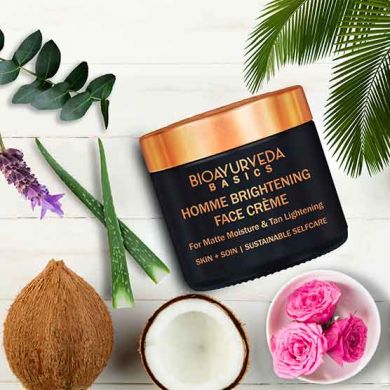 BIOAYURVEDA
BASICS
HOMME BRIGHTENING
FACE CRÈME
For Matte Moisture & Tan Lightening
SKIN + SOIN | SUSTAINABLE SELFCARE